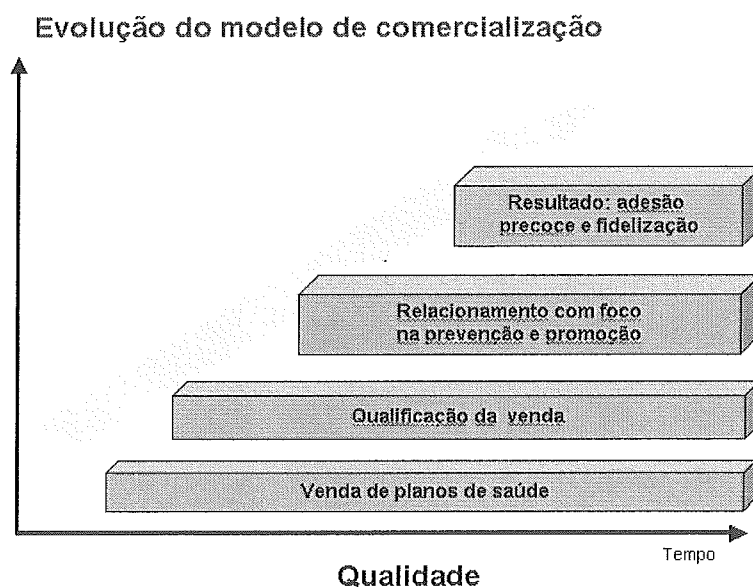 Evolução do modelo de comercialização
Resultado: adesão
precoce e fidelização
Relacionamento com foco
na prevenção e promoção
Qualificação da venda
Venda de planos de saúde
Tempo
Qualidade